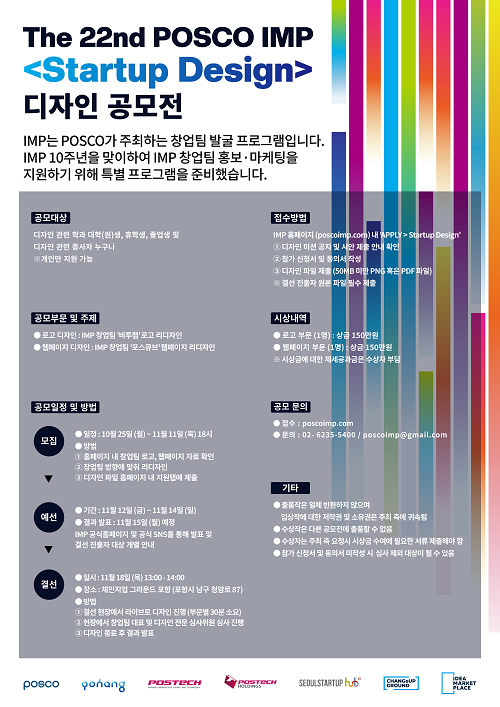 The 22nd POSCO IMP
<Startup Design>
디자인 공모전
IMP는 POSCO가 주최하는 창업팀 발굴 프로그램입니다.
IMP 10주년을 맞이하여 IMP 창업팀 홍보·마케팅을
지원하기 위해 특별 프로그램을 준비했습니다.
공모대상
디자인 관련 학과 대학(원)생, 휴학생, 졸업생 및
디자인 관련 종사자 누구나
※개인만 지원 가능
접수방법
IMP 홈페이지 (poscoimp.com) 내 'APPLY > Startup Design'
① 디자인 미션 공지 및 시안 제출 안내 확인
② 참가 신청서 및 동의서 작성
③ 디자인 파일 제출 (50MB 미만 PNG 혹은 PDF 파일)
※ 결선 진출자 원본 파일 필수 제출
공모부문 및 주제
● 로고 디자인 : IMP 창업팀 '비투랩' 로고 리디자인
● 웹페이지 디자인 : IMP 창업팀 '포스큐브' 웹페이지 리디자인
시상내역
● 로고 부문 (1명) : 상금 150만원
● 웹페이지 부문 (1명) : 상금 150만원
※ 시상금에 대한 제세공과금은 수상자 부담
공모일정 및 방법
모집
● 일정 : 10월 25일 (월) ~ 11월 11일 (목) 18시
● 방법
① 홈페이지 내 창업팀 로고, 웹페이지 자료 확인
② 창업팀 방향에 맞춰 리디자인
③ 디자인 파일 홈페이지 내 지원탭에 제출
예선
● 기간 : 11월 12일 (금) ~ 11월 14일 (일)
● 결과 발표 : 11월 15일 (월) 예정
IMP 공식홈페이지 및 공식 SNS를 통해 발표 및
결선 진출자 대상 개별 안내
결선
● 일시 : 11월 18일 (목) 13:00 - 14:00
● 장소 : 체인지업 그라운드 포항 (포항시 남구 청암로 87)
● 방법
① 결선 현장에서 라이브로 디자인 진행 (부문별 30분 소요)
② 현장에서 창업팀 대표 및 디자인 전문 심사위원 심사 진행
③ 디자인 종료 후 결과 발표
공모 문의
● 접수 : poscoimp.com
● 문의 : 02- 6235-5400 / poscoimp@gmail.com
기타
● 출품작은 일체 반환하지 않으며
입상작에 대한 저작권 및 소유권은 주최 측에 귀속됨
● 수상작은 다른 공모전에 출품할 수 없음
● 수상자는 주최 측 요청시 시상금 수여에 필요한 서류 제출해야 함
● 참가 신청서 및 동의서 미작성 시 심사 제외 대상이 될 수 있음
posco
pohang
POSTECH
POSTECH HOLDINGS
SEOULSTARTUP hub
CHANGEUP GROUND
IDEA MARKET PLACE